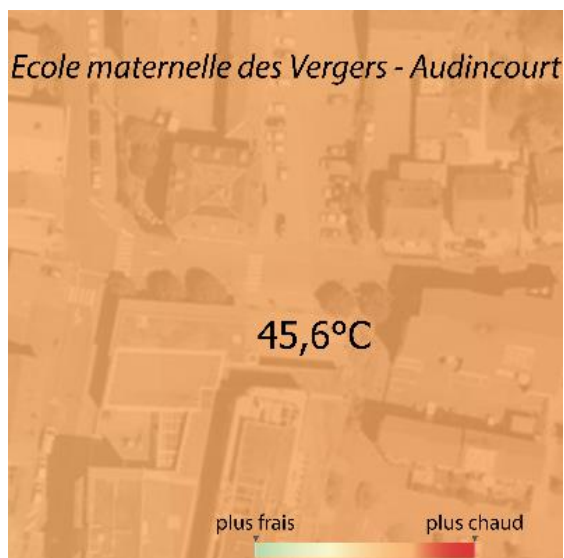 Ecole maternelle des Vergers - Audincourt
45,6°C
plus frais plus chaud